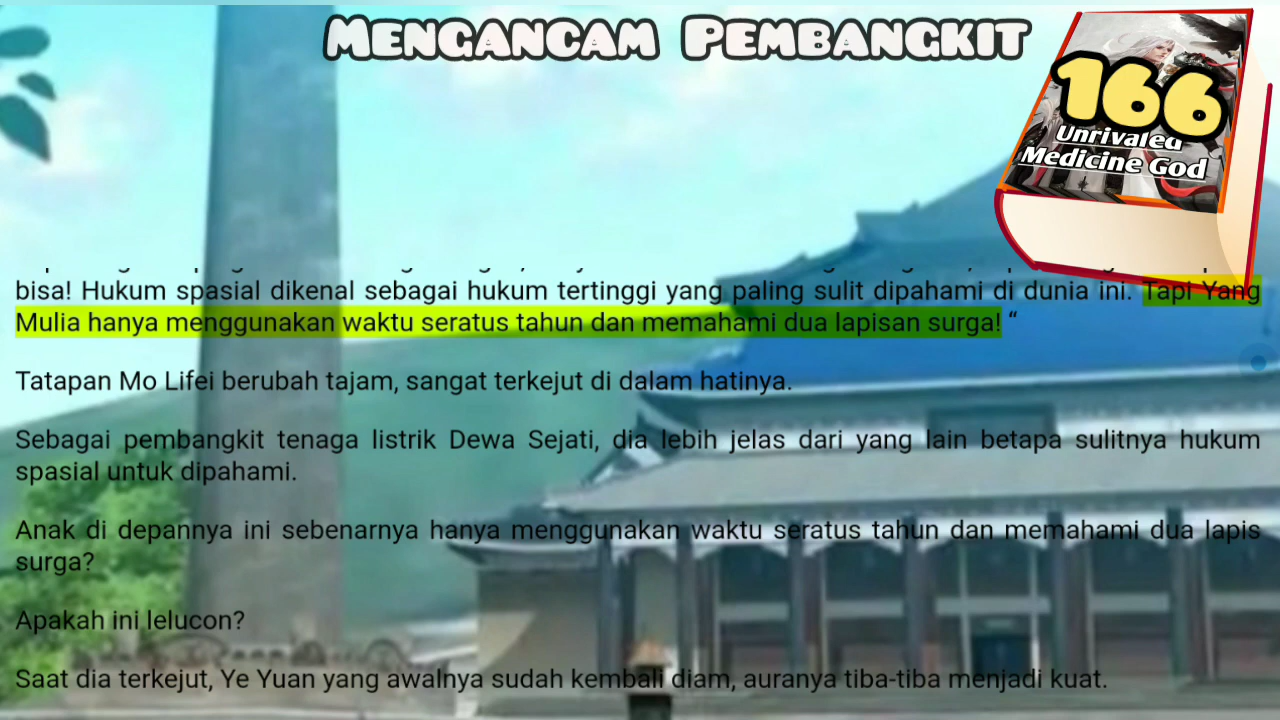 MENGANCAM PEMBANGKIT
166
Unrivaled
Medicine God
bisa! Hukum spasial dikenal sebagai hukum tertinggi yang paling sulit dipahami di dunia ini. Tapi Yang
Mulia hanya menggunakan waktu seratus tahun dan memahami dua lapisan surga! “
Tatapan Mo Lifei berubah tajam, sangat terkejut di dalam hatinya.
Sebagai pembangkit tenaga listrik Dewa Sejati, dia lebih jelas dari yang lain betapa sulitnya hukum
spasial untuk dipahami.
Anak di depannya ini sebenarnya hanya menggunakan waktu seratus tahun dan memahami dua lapis
surga?
Apakah ini lelucon?
Saat dia terkejut, Ye Yuan yang awalnya sudah kembali diam, auranya tiba-tiba menjadi kuat.